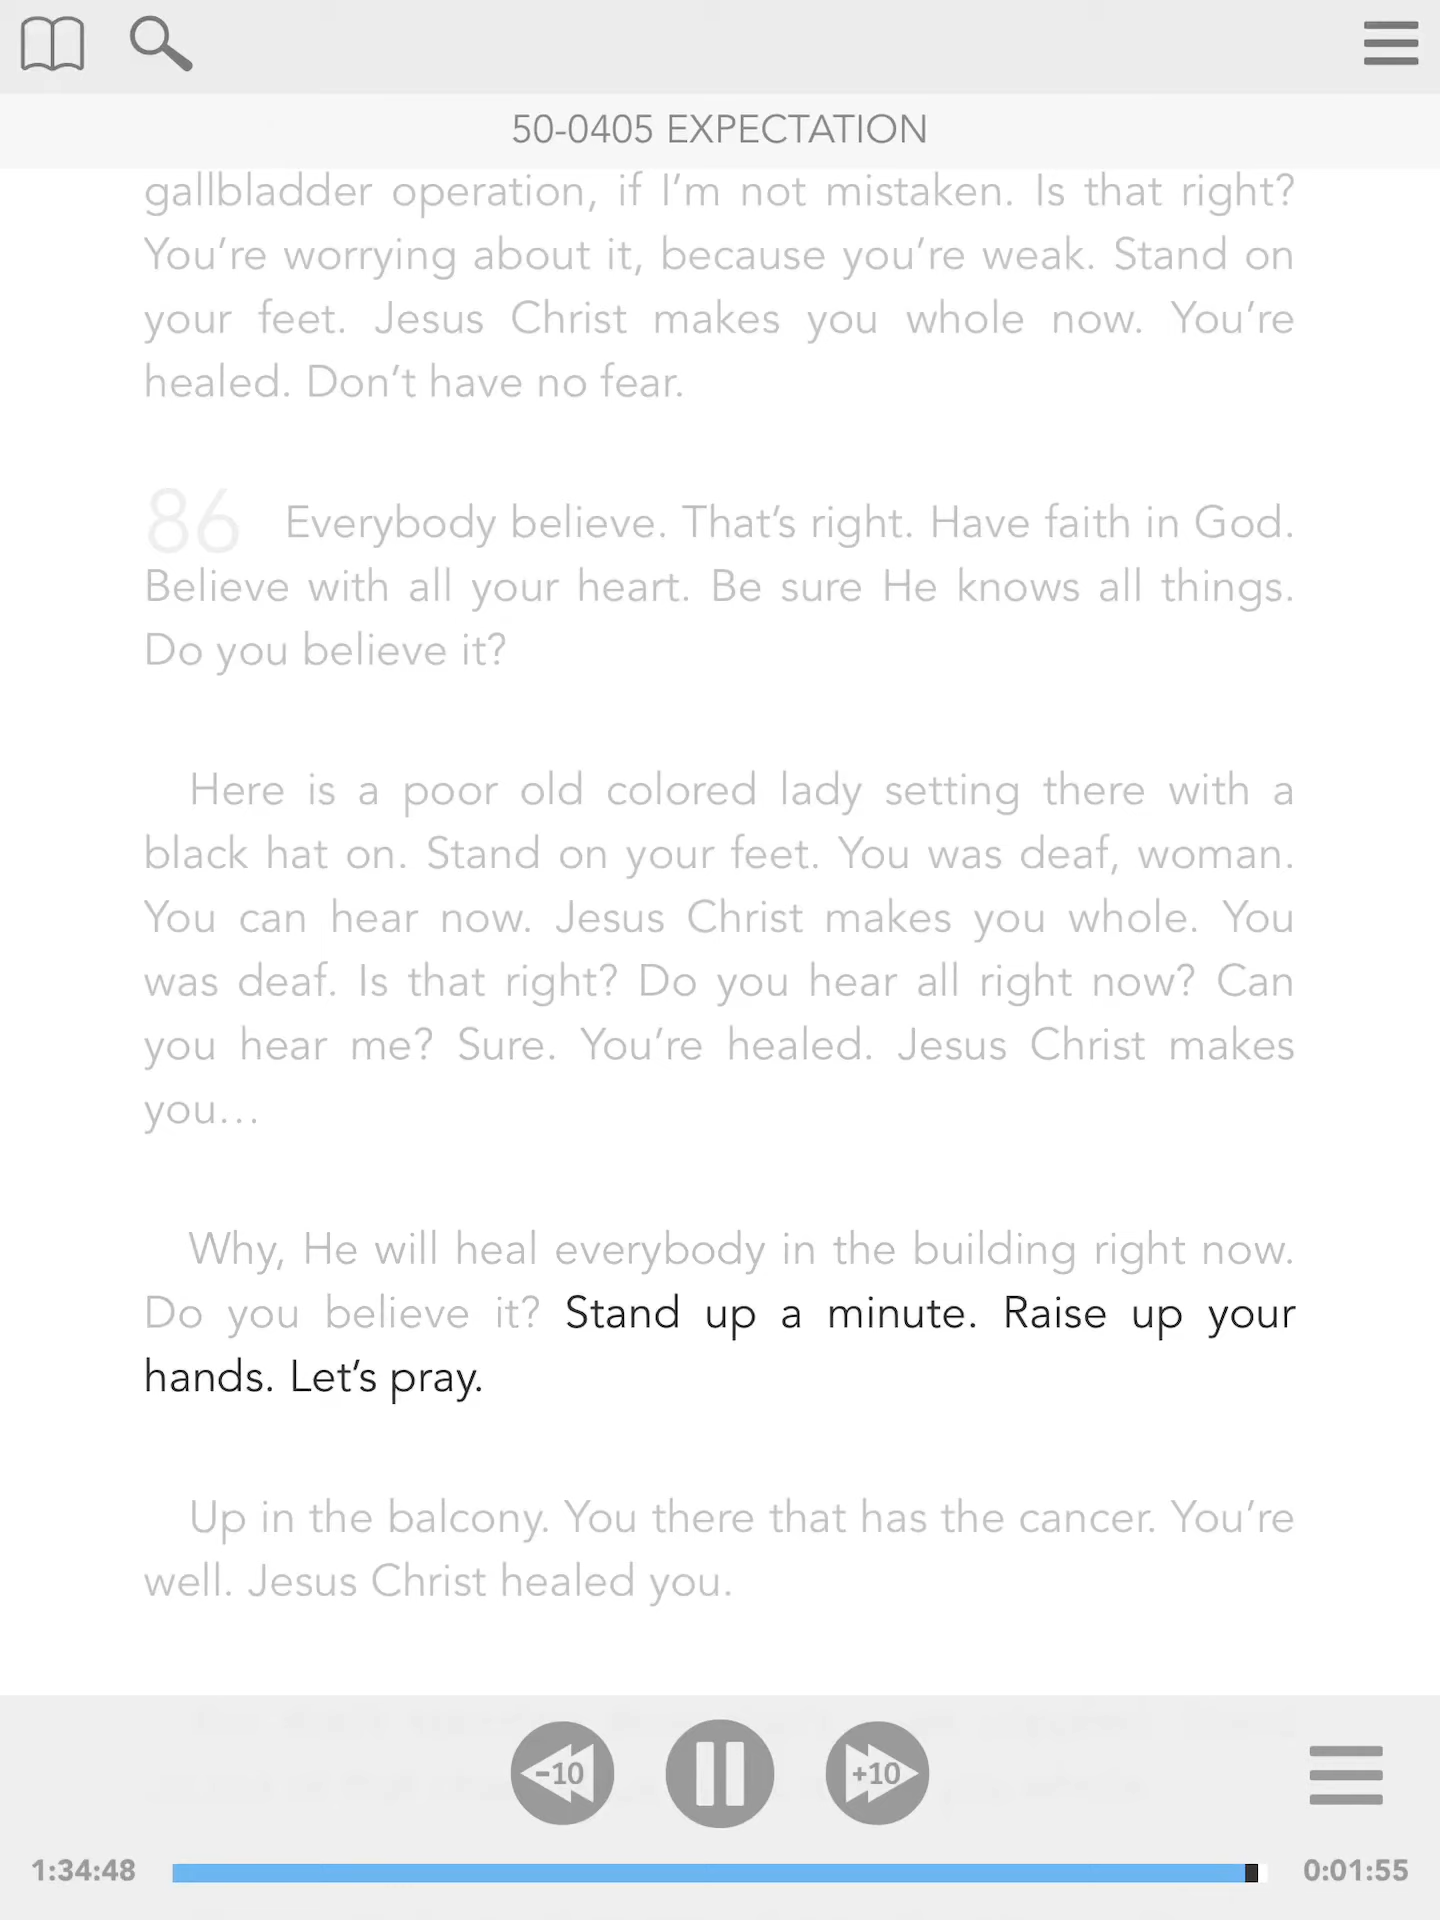 50-0405 EXPECTATION
gallbladder operation, if I’m not mistaken. Is that right?
You’re worrying about it, because you’re weak. Stand on
your feet. Jesus Christ makes you whole now. You’re
healed. Don’t have no fear.
86 Everybody believe. That’s right. Have faith in God.
Believe with all your heart. Be sure He knows all things.
Do you believe it?
Here is a poor old colored lady setting there with a
black hat on. Stand on your feet. You was deaf, woman.
You can hear now. Jesus Christ makes you whole. You
was deaf. Is that right? Do you hear all right now? Can
you hear me? Sure. You’re healed. Jesus Christ makes
you…
Why, He will heal everybody in the building right now.
Do you believe it? Stand up a minute. Raise up your
hands. Let’s pray.
Up in the balcony. You there that has the cancer. You’re
well. Jesus Christ healed you.
-10 +10
1:34:48 0:01:55